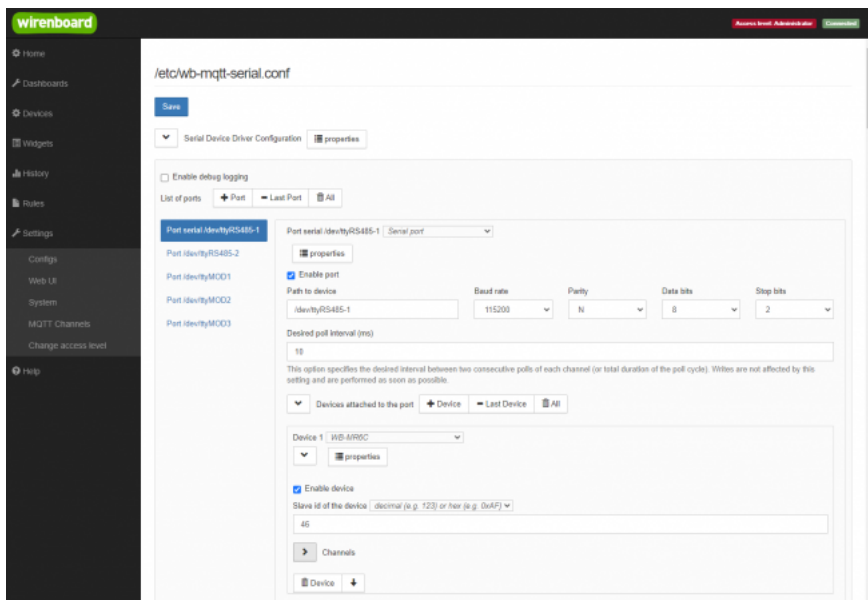 wirenboard
Access level: Administrator
Connected
Home
Dashboards
Devices
Widgets
History
Rules
Settings
Configs
Web UI
System
MQTT Channels
Change access level
Help
/etc/wb-mqtt-serial.conf
Save
Serial Device Driver Configuration properties
Enable debug logging
List of ports + Port − Last Port All
Port serial /dev/ttyRS485-1
Port /dev/ttyRS485-2
Port /dev/ttyMOD1
Port /dev/ttyMOD2
Port /dev/ttyMOD3
Port serial /dev/ttyRS485-1 Serial port
properties
Enable port
Path to device Baud rate Parity Data bits Stop bits
/dev/ttyRS485-1 115200 N 8 2
Desired poll interval (ms)
10
This option specifies the desired interval between two consecutive polls of each channel (or total duration of the poll cycle). Writes are not affected by this
setting and are performed as soon as possible.
Devices attached to the port + Device − Last Device All
Device 1 WB-MR6C
properties
Enable device
Slave id of the device decimal (e.g. 123) or hex (e.g. 0xAF)
46
Channels
Device